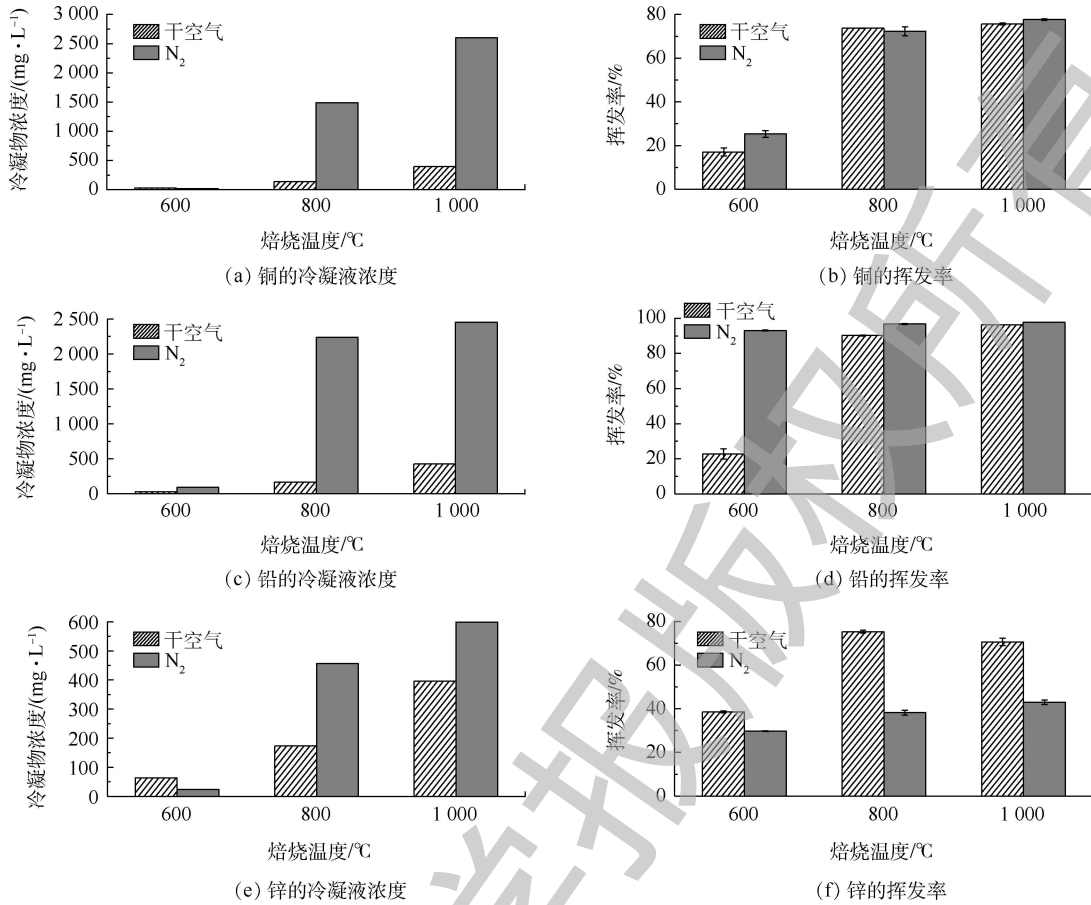 3 000
2 500
2 000
1 500
1 000
500
0
冷凝物浓度/(mg·L⁻¹)
干空气
N₂
600
800
1 000
焙烧温度/℃
(a) 铜的冷凝液浓度
80
60
40
20
0
挥发率/%
干空气
N₂
600
800
1 000
焙烧温度/℃
(b) 铜的挥发率
2 500
2 000
1 500
1 000
500
0
冷凝物浓度/(mg·L⁻¹)
干空气
N₂
600
800
1 000
焙烧温度/℃
(c) 铅的冷凝液浓度
100
80
60
40
20
0
挥发率/%
干空气
N₂
600
800
1 000
焙烧温度/℃
(d) 铅的挥发率
600
500
400
300
200
100
0
冷凝物浓度/(mg·L⁻¹)
干空气
N₂
600
800
1 000
焙烧温度/℃
(e) 锌的冷凝液浓度
80
60
40
20
0
挥发率/%
干空气
N₂
600
800
1 000
焙烧温度/℃
(f) 锌的挥发率
学报版权所有